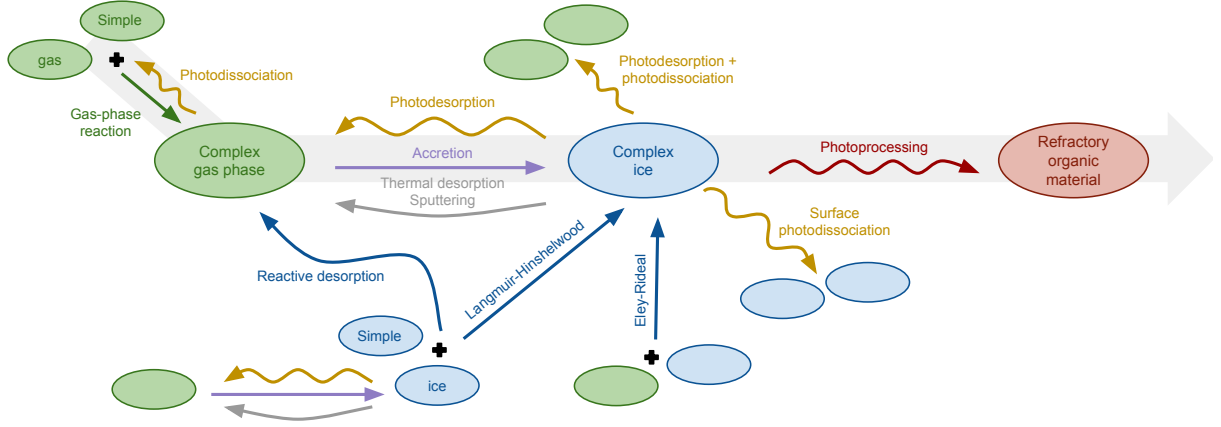 Simple
gas
Photodissociation
Gas-phase
reaction
Complex
gas phase
Photodesorption
Accretion
Thermal desorption
Sputtering
Photodesorption +
photodissociation
Complex
ice
Photoprocessing
Refractory
organic
material
Surface
photodissociation
Reactive desorption
Langmuir-Hinshelwood
Eley-Rideal
Simple
ice